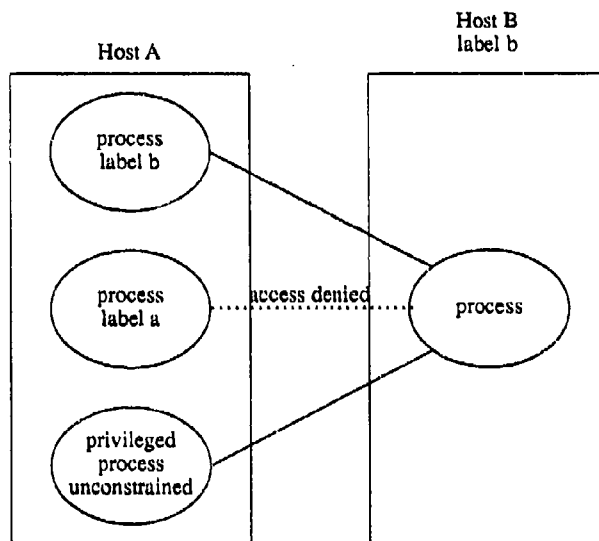 Host A
Host B
label b
process
label b
process
label a
access denied
process
privileged
process
unconstrained